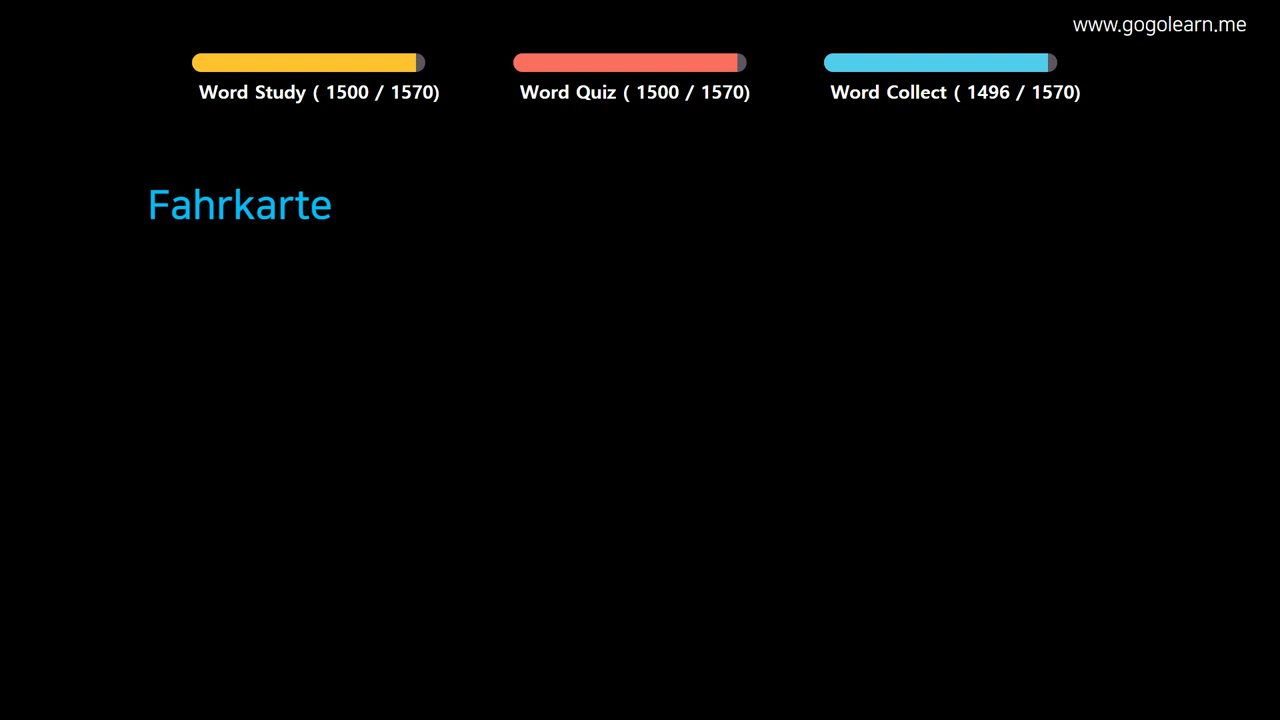 www.gogolearn.me
Word Study ( 1500 / 1570)
Word Quiz ( 1500 / 1570)
Word Collect ( 1496 / 1570)
Fahrkarte